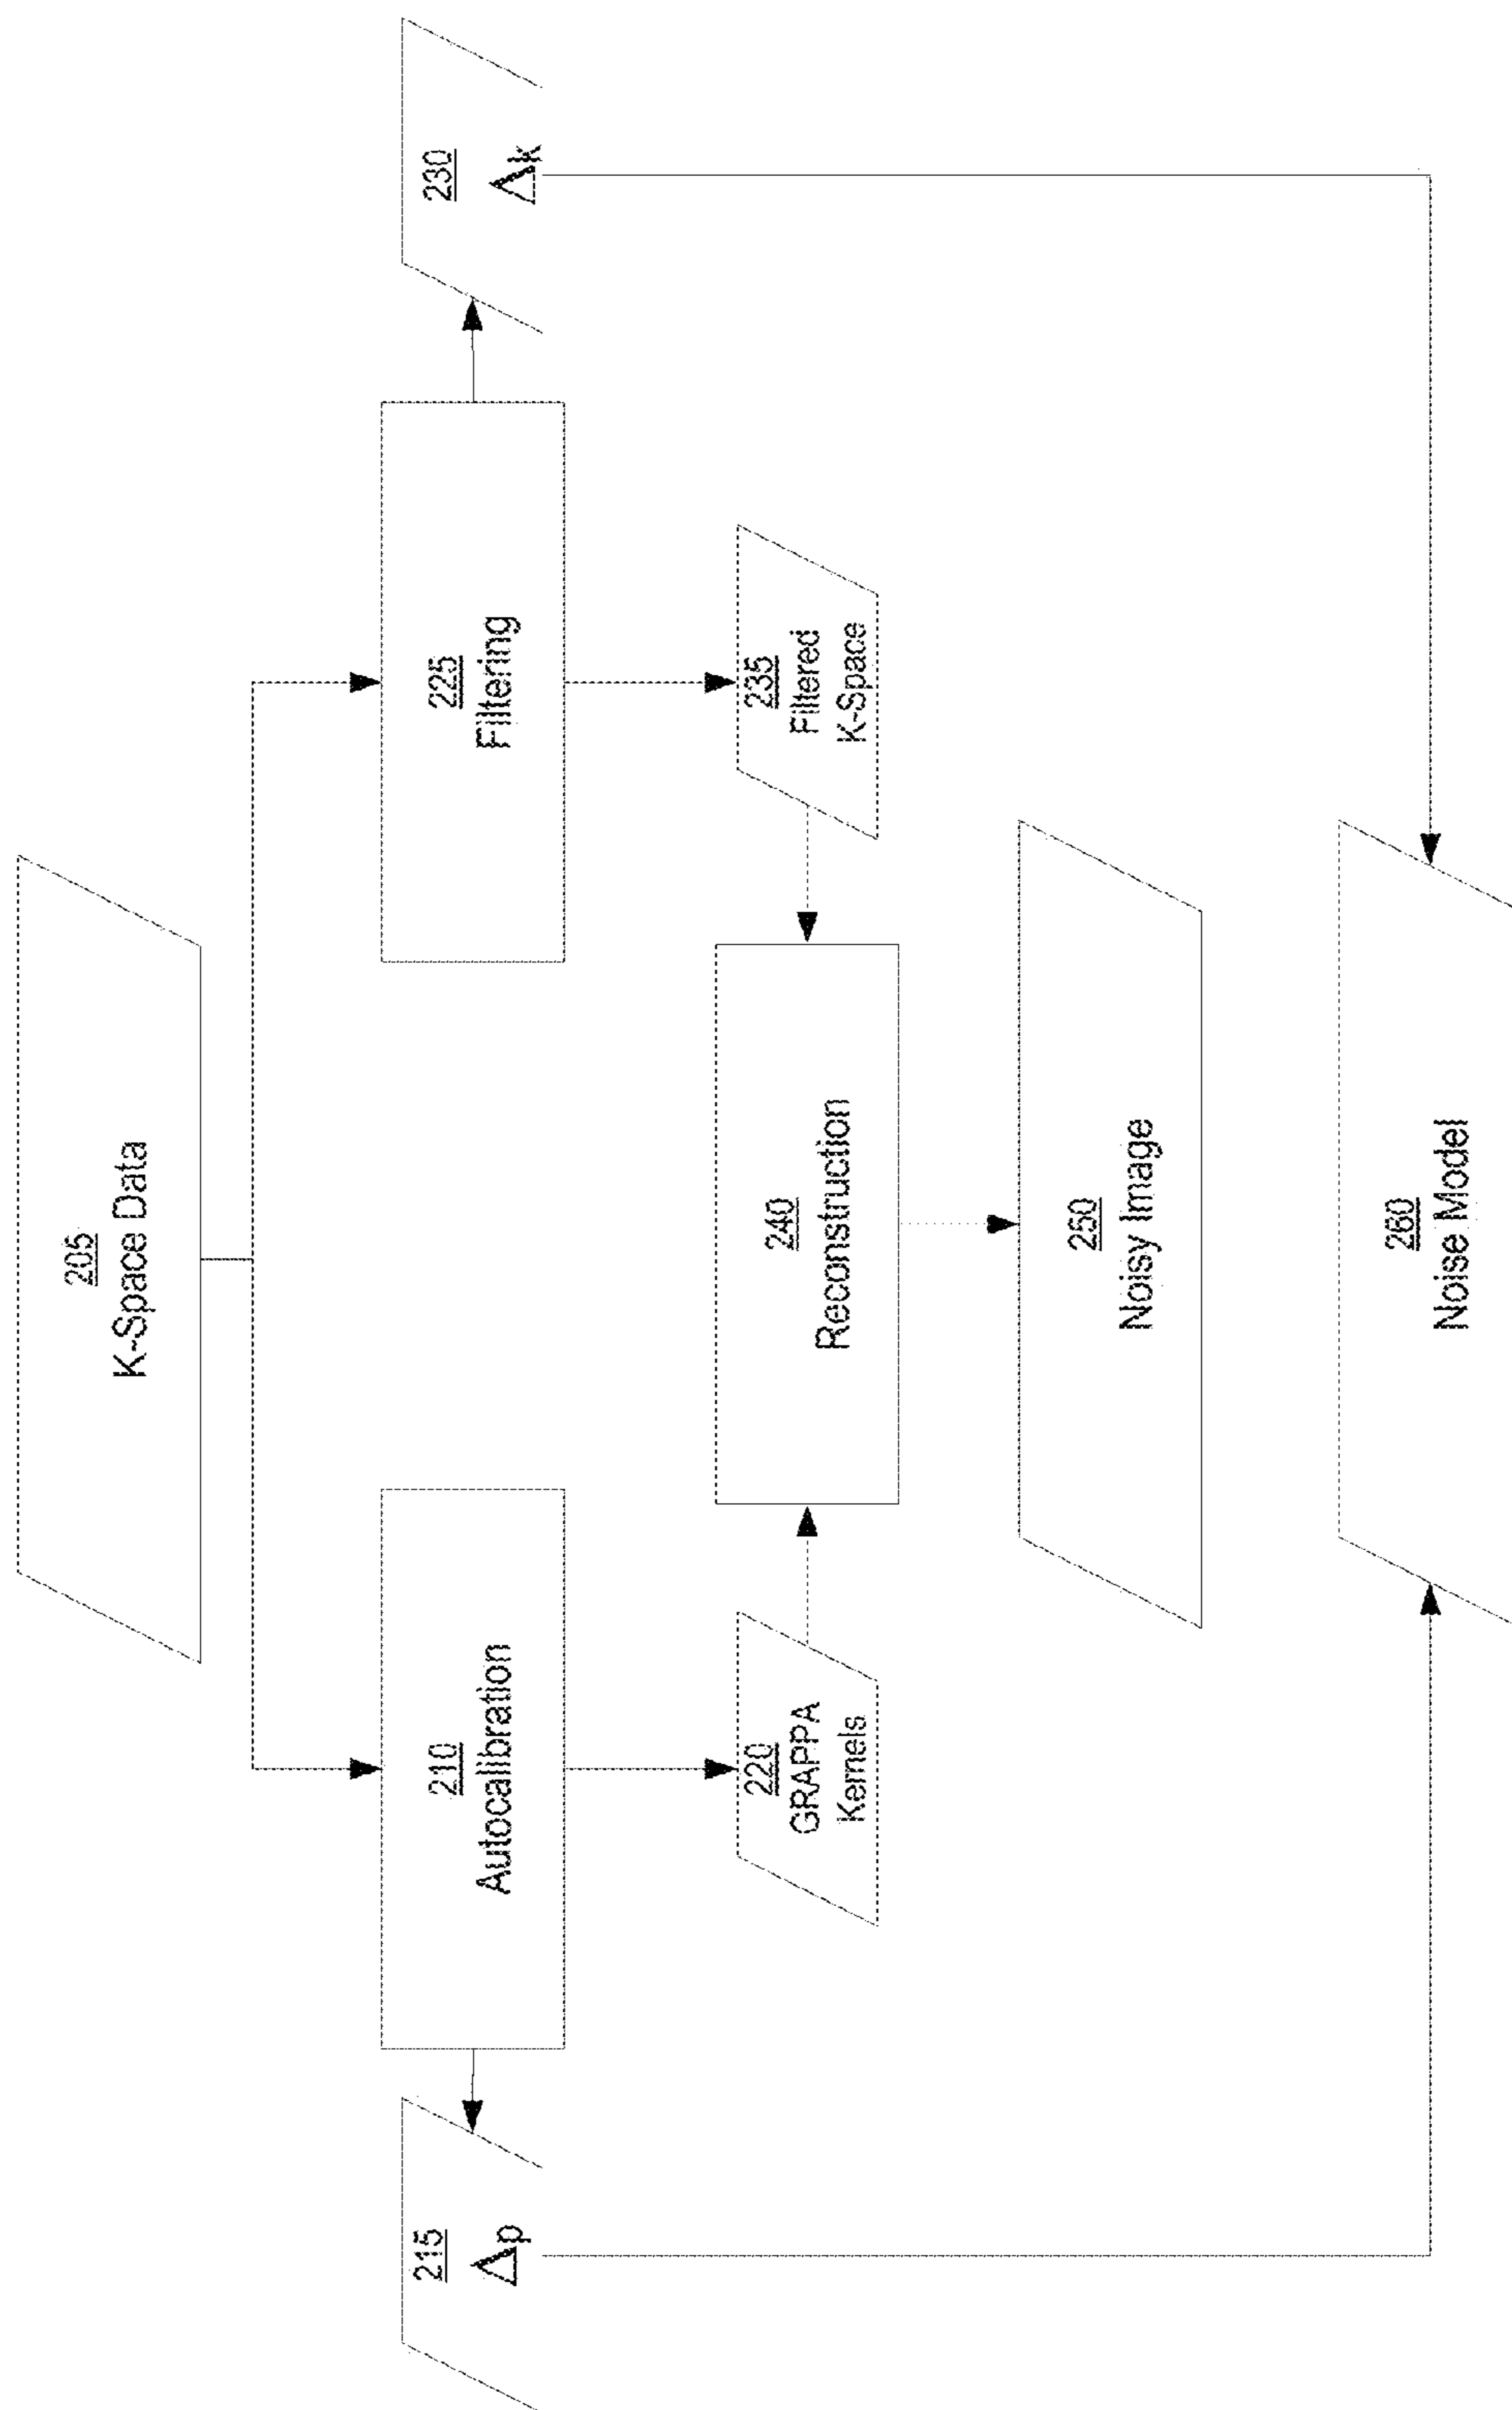 205
K-Space Data
215
Δp
210
Autocalibration
225
Filtering
230
Δk
220
GRAPPA
Kernels
235
Filtered
K-Space
240
Reconstruction
250
Noisy Image
260
Noise Model